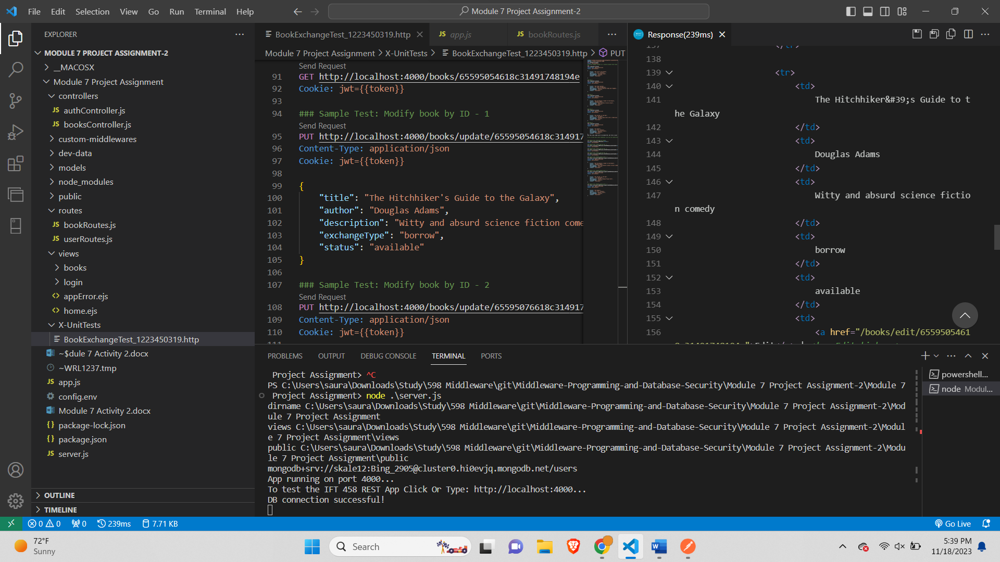 File Edit Selection View Go Run Terminal Help
Module 7 Project Assignment-2
EXPLORER
MODULE 7 PROJECT ASSIGNMENT-2
__MACOSX
Module 7 Project Assignment
controllers
JS authController.js
JS booksController.js
custom-middlewares
dev-data
models
node_modules
public
routes
JS bookRoutes.js
JS userRoutes.js
views
books
login
<> appError.ejs
<> home.ejs
X-UnitTests
BookExchangeTest_1223450319.http
~$dule 7 Activity 2.docx
~WRL1237.tmp
JS app.js
config.env
Module 7 Activity 2.docx
{} package-lock.json
{} package.json
JS server.js
OUTLINE
TIMELINE
BookExchangeTest_1223450319.http JS app.js JS bookRoutes.js
Module 7 Project Assignment > X-UnitTests > BookExchangeTest_1223450319.http > PUT
Send Request
91 GET http://localhost:4000/books/65595054618c31491748194e
92 Cookie: jwt={{token}}
93
94 ### Sample Test: Modify book by ID - 1
Send Request
95 PUT http://localhost:4000/books/update/65595054618c314917
96 Content-Type: application/json
97 Cookie: jwt={{token}}
98
99 {
100 "title": "The Hitchhiker's Guide to the Galaxy",
101 "author": "Douglas Adams",
102 "description": "Witty and absurd science fiction come
103 "exchangeType": "borrow",
104 "status": "available"
105 }
106
107 ### Sample Test: Modify book by ID - 2
Send Request
108 PUT http://localhost:4000/books/update/65595076618c314917
109 Content-Type: application/json
110 Cookie: jwt={{token}}
Response(239ms)
137 </tr>
138
139 <tr>
140 <td>
141 The Hitchhiker&#39;s Guide to t
he Galaxy
142 </td>
143 <td>
144 Douglas Adams
145 </td>
146 <td>
147 Witty and absurd science fictio
n comedy
148 </td>
149 <td>
150 borrow
151 </td>
152 <td>
153 available
154 </td>
155 <td>
156 <a href="/books/edit/6559505461
PROBLEMS OUTPUT DEBUG CONSOLE TERMINAL PORTS
Project Assignment> ^C
PS C:\Users\saura\Downloads\Study\598 Middleware\git\Middleware-Programming-and-Database-Security\Module 7 Project Assignment-2\Module 7
Project Assignment> node .\server.js
dirname C:\Users\saura\Downloads\Study\598 Middleware\git\Middleware-Programming-and-Database-Security\Module 7 Project Assignment-2\Mod
ule 7 Project Assignment
views C:\Users\saura\Downloads\Study\598 Middleware\git\Middleware-Programming-and-Database-Security\Module 7 Project Assignment-2\Modul
e 7 Project Assignment\views
public C:\Users\saura\Downloads\Study\598 Middleware\git\Middleware-Programming-and-Database-Security\Module 7 Project Assignment-2\Modu
le 7 Project Assignment\public
mongodb+srv://skale12:Bing_2905@cluster0.hi0evjq.mongodb.net/users
App running on port 4000...
To test the IFT 458 REST App Click Or Type: http://localhost:4000...
DB connection successful!
powershell...
node Modul...
0 0 0 239ms 7.71 KB Go Live
72°F
Sunny
Search
5:39 PM
11/18/2023